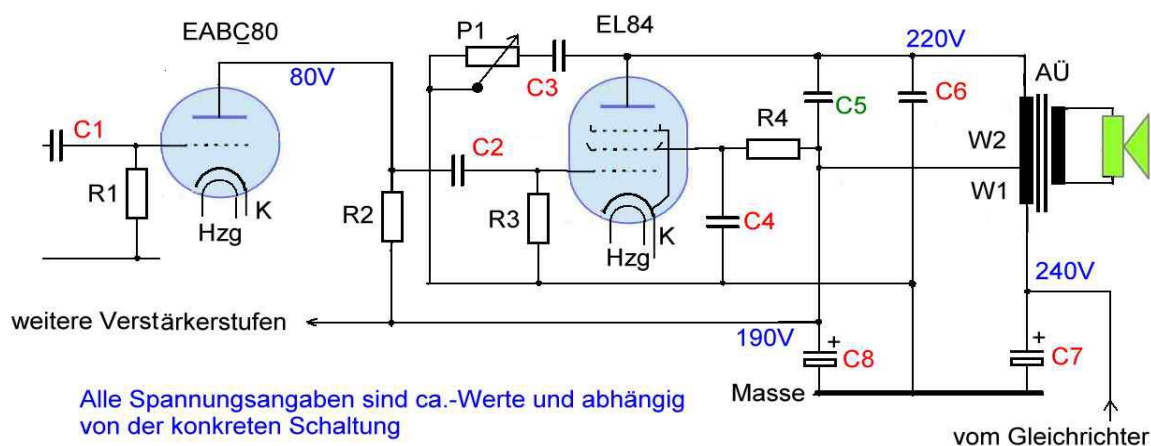 EABC80
EL84
P1
220V
80V
C3
AÜ
C5
C6
C1
R4
C2
W2
W1
R1
R2
R3
C4
K
Hzg
K
Hzg
240V
weitere Verstärkerstufen
190V
+
C8
+
C7
Masse
Alle Spannungsangaben sind ca.-Werte und abhängig
von der konkreten Schaltung
vom Gleichrichter